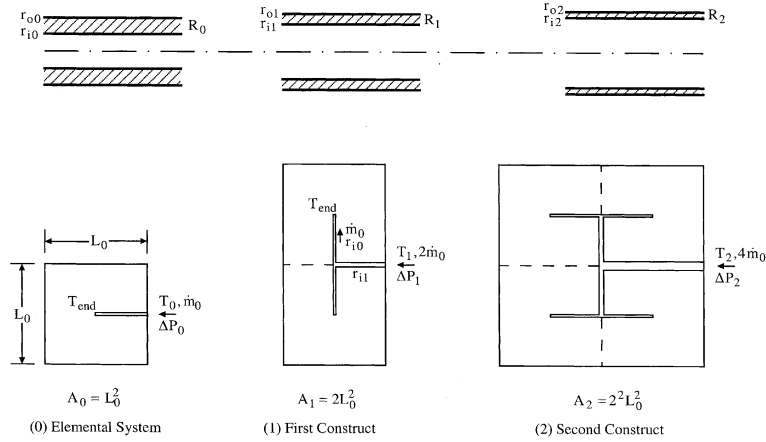 r_o0
r_i0
R_0
r_o1
r_i1
R_1
r_o2
r_i2
R_2
L_0
L_0
T_end
T_0, ṁ_0
ΔP_0
A_0 = L_0^2
(0) Elemental System
T_end
ṁ_0
r_i0
T_1, 2ṁ_0
r_i1
ΔP_1
A_1 = 2L_0^2
(1) First Construct
T_2, 4ṁ_0
ΔP_2
A_2 = 2^2 L_0^2
(2) Second Construct